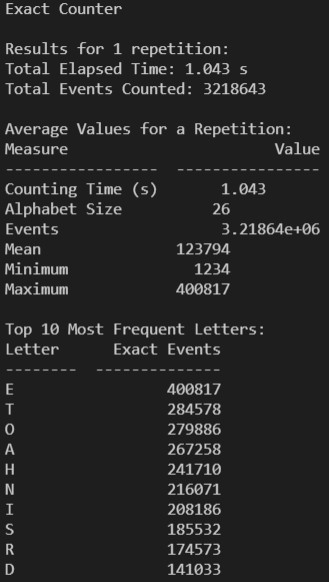 Exact Counter
Results for 1 repetition:
Total Elapsed Time: 1.043 s
Total Events Counted: 3218643
Average Values for a Repetition:
Measure Value
----------------- ----------------
Counting Time (s) 1.043
Alphabet Size 26
Events 3.21864e+06
Mean 123794
Minimum 1234
Maximum 400817
Top 10 Most Frequent Letters:
Letter Exact Events
-------- --------------
E 400817
T 284578
O 279886
A 267258
H 241710
N 216071
I 208186
S 185532
R 174573
D 141033